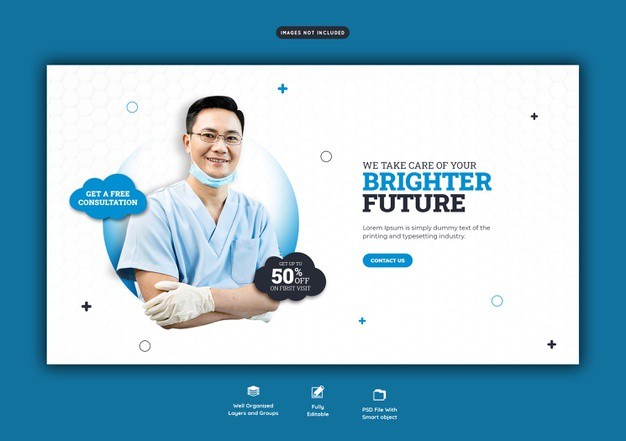 IMAGES NOT INCLUDED
GET A FREE
CONSULTATION
GET UP TO
50% OFF
ON FIRST VISIT
WE TAKE CARE OF YOUR
BRIGHTER
FUTURE
Lorem Ipsum is simply dummy text of the
printing and typesetting industry.
CONTACT US
Well Organized
Layers and Groups
Fully
Editable
PSD File With
Smart object